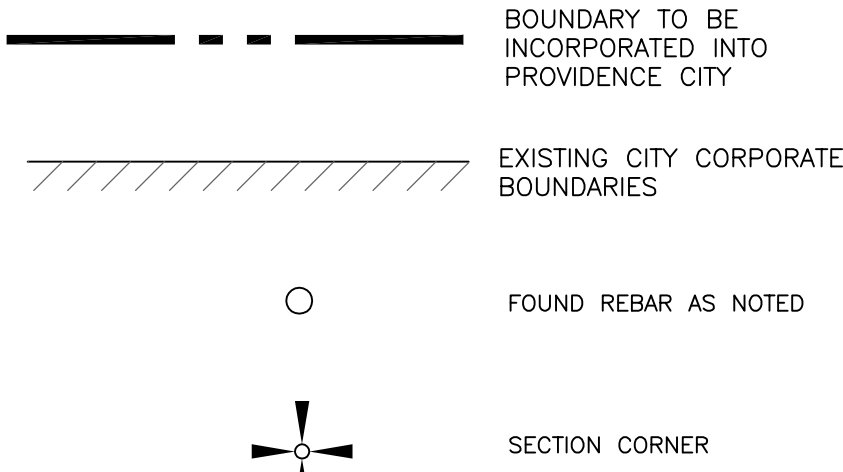 BOUNDARY TO BE
INCORPORATED INTO
PROVIDENCE CITY
EXISTING CITY CORPORATE
BOUNDARIES
FOUND REBAR AS NOTED
SECTION CORNER